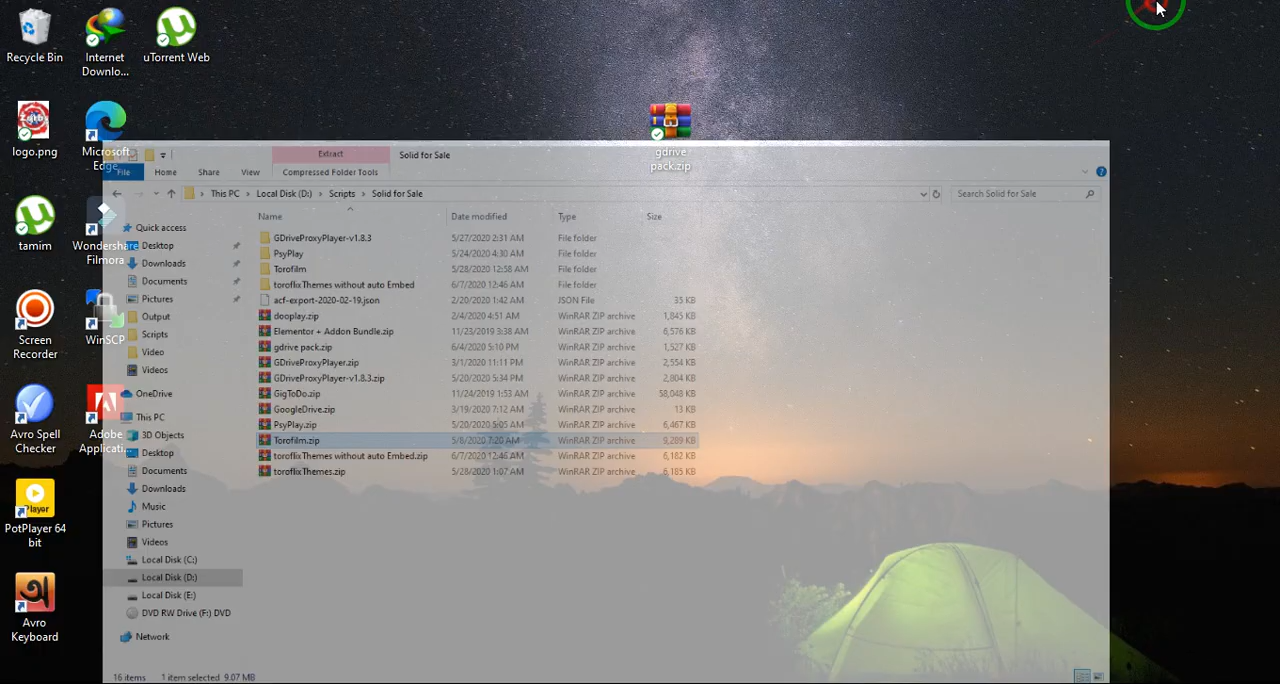 Recycle Bin
Internet
Downlo...
uTorrent Web
logo.png
Microsoft
Edge
gdrive
pack.zip
tamim
Wondershare
Filmora
Screen
Recorder
WinSCP
Avro Spell
Checker
Adobe
Applicati...
Player
PotPlayer 64
bit
Avro
Keyboard
Extract
Solid for Sale
File
Home
Share
View
Compressed Folder Tools
This PC
Local Disk (D:)
Scripts
Solid for Sale
Search Solid for Sale
Quick access
Desktop
Downloads
Documents
Pictures
Output
Scripts
Video
Videos
OneDrive
This PC
3D Objects
Desktop
Documents
Downloads
Music
Pictures
Videos
Local Disk (C:)
Local Disk (D:)
Local Disk (E:)
DVD RW Drive (F:) DVD
Network
Name Date modified Type Size
GDriveProxyPlayer-v1.8.3 5/27/2020 2:31 AM File folder
PsyPlay 5/24/2020 4:30 AM File folder
Torofilm 5/28/2020 12:58 AM File folder
toroflixThemes without auto Embed 6/7/2020 12:46 AM File folder
acf-export-2020-02-19.json 2/20/2020 1:42 AM JSON File 35 KB
dooplay.zip 2/4/2020 4:51 AM WinRAR ZIP archive 1,845 KB
Elementor + Addon Bundle.zip 11/23/2019 3:38 AM WinRAR ZIP archive 6,576 KB
gdrive pack.zip 6/4/2020 5:10 PM WinRAR ZIP archive 1,527 KB
GDriveProxyPlayer.zip 3/1/2020 11:11 PM WinRAR ZIP archive 2,554 KB
GDriveProxyPlayer-v1.8.3.zip 5/20/2020 5:34 PM WinRAR ZIP archive 2,804 KB
GigToDo.zip 11/24/2019 1:53 AM WinRAR ZIP archive 58,048 KB
GoogleDrive.zip 3/19/2020 7:12 AM WinRAR ZIP archive 13 KB
PsyPlay.zip 5/20/2020 5:05 AM WinRAR ZIP archive 6,467 KB
Torofilm.zip 5/8/2020 7:20 AM WinRAR ZIP archive 9,289 KB
toroflixThemes without auto Embed.zip 6/7/2020 12:46 AM WinRAR ZIP archive 6,182 KB
toroflixThemes.zip 5/28/2020 1:07 AM WinRAR ZIP archive 6,185 KB
16 items 1 item selected 9.07 MB